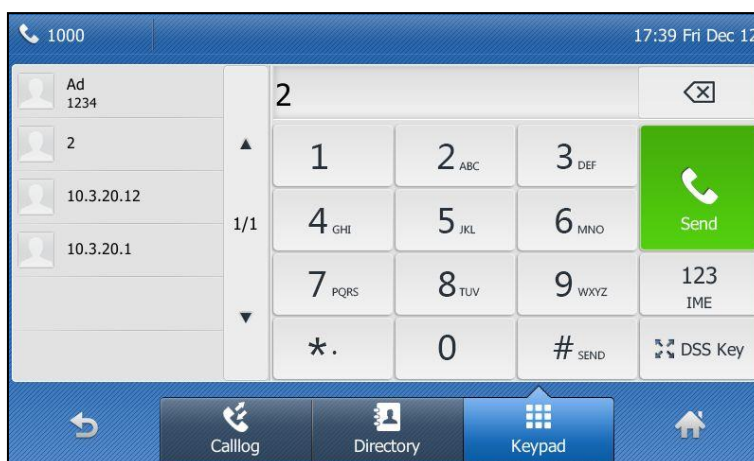 1000
17:39 Fri Dec 12
Ad
1234
2
10.3.20.12
10.3.20.1
1/1
2
1
2 ABC
3 DEF
Send
4 GHI
5 JKL
6 MNO
7 PQRS
8 TUV
9 WXYZ
123
IME
*.
0
# SEND
DSS Key
Calllog
Directory
Keypad